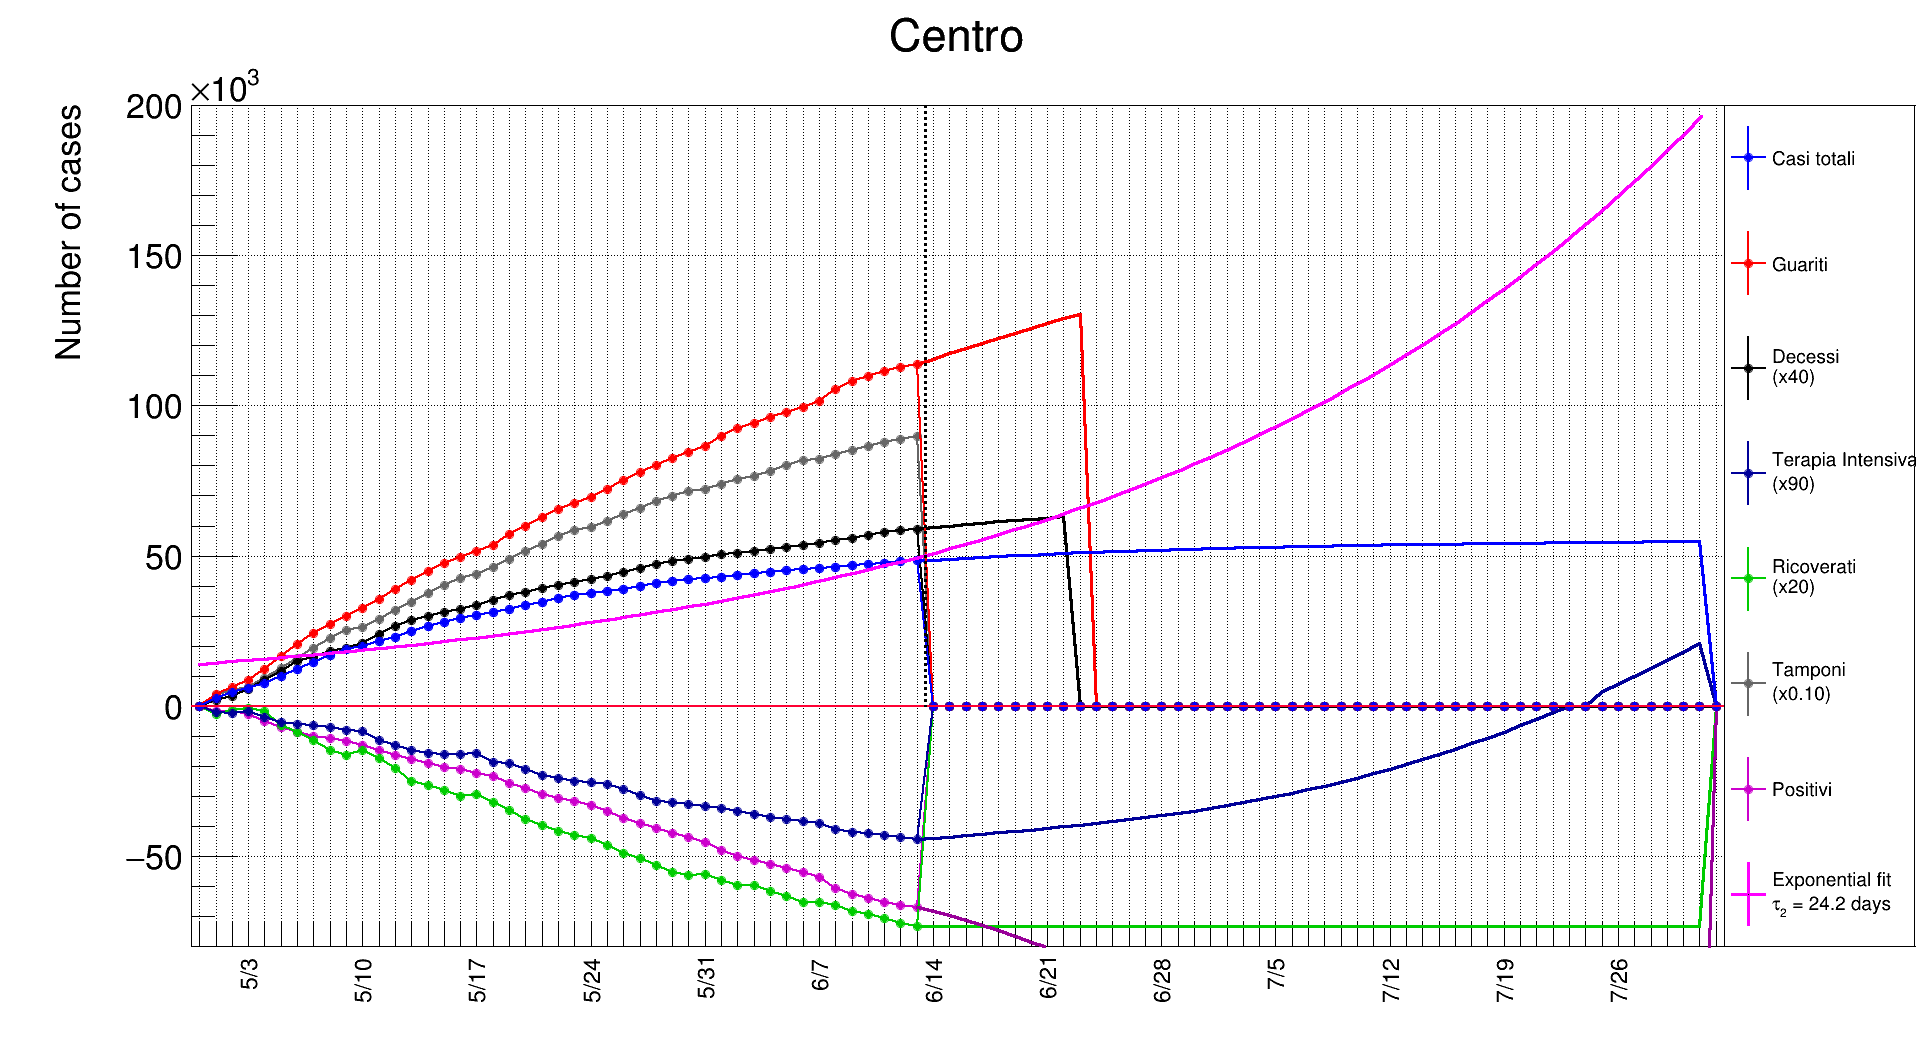 Centro
×10³
Number of cases
200
150
100
50
0
−50
5/3
5/10
5/17
5/24
5/31
6/7
6/14
6/21
6/28
7/5
7/12
7/19
7/26
Casi totali
Guariti
Decessi
(x40)
Terapia Intensiva
(x90)
Ricoverati
(x20)
Tamponi
(x0.10)
Positivi
Exponential fit
τ₂ = 24.2 days